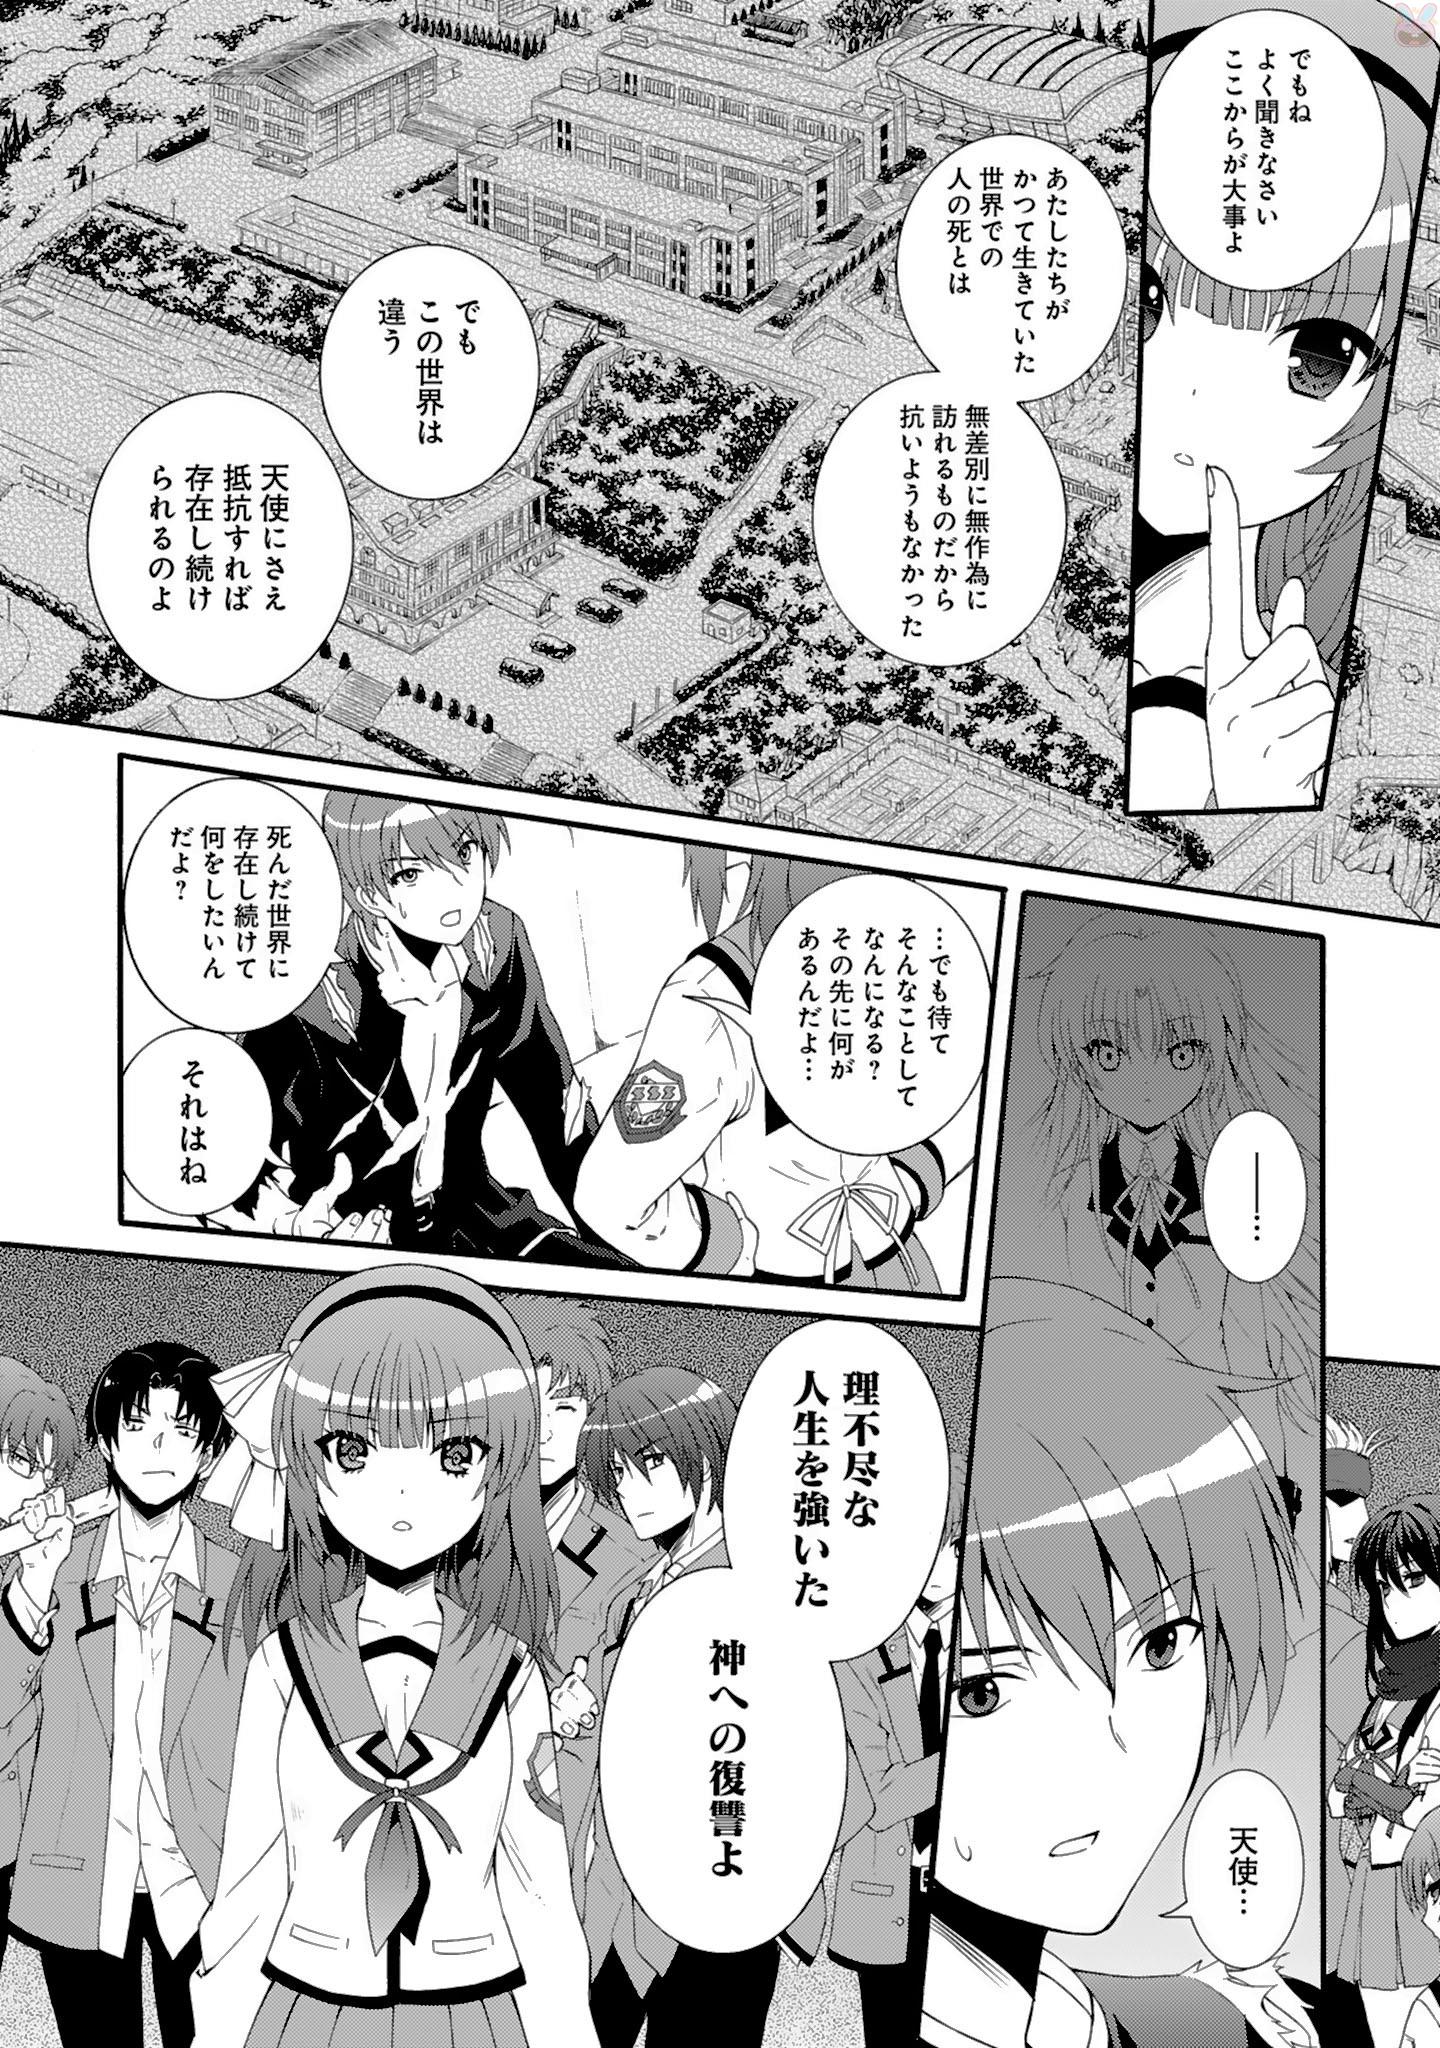 でもね
よく聞きなさい
ここからが大事よ
あたしたちが
かつて生きていた
世界での
人の死とは
無差別に無作為に
訪れるものだから
抗いようもなかった
でも
この世界は
違う
天使にさえ
抵抗すれば
存在し続け
られるのよ
──…
天使…
…でも待て
そんなことして
なんになる?
その先に何が
あるんだよ…
死んだ世界に
存在し続けて
何をしたいん
だよ?
それはね
SSS
理不尽な
人生を強いた
神への復讐よ